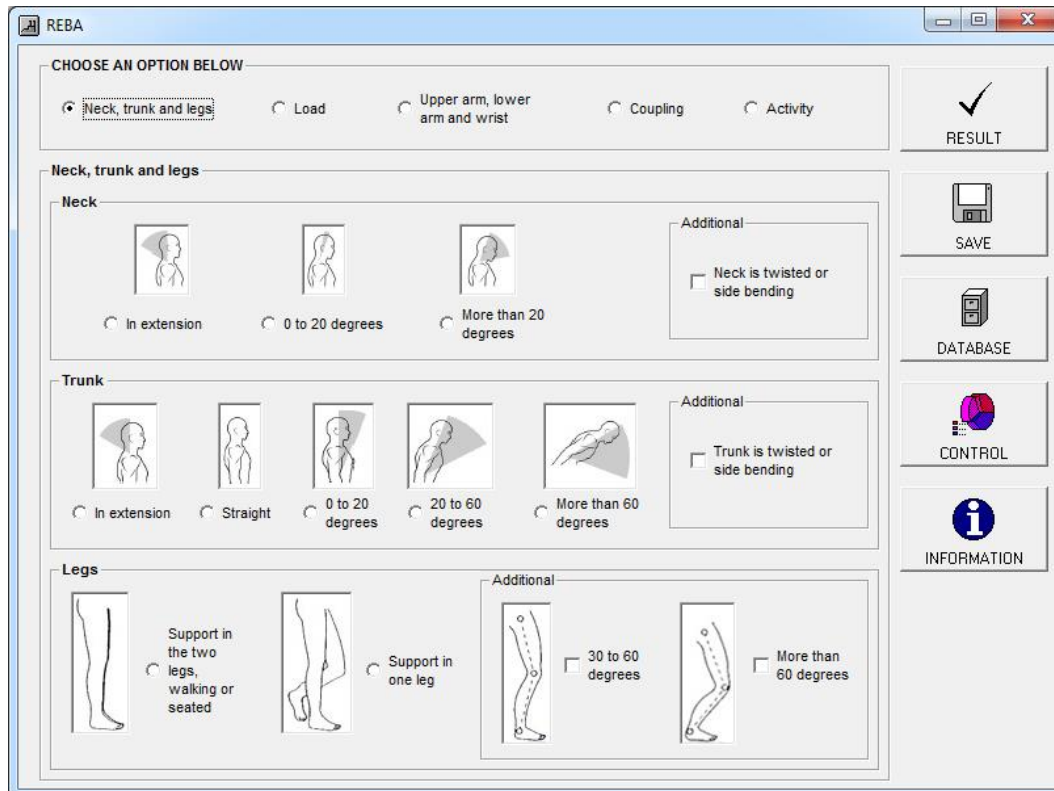 REBA
CHOOSE AN OPTION BELOW
Neck, trunk and legs
Load
Upper arm, lower
arm and wrist
Coupling
Activity
RESULT
SAVE
DATABASE
CONTROL
INFORMATION
Neck, trunk and legs
Neck
In extension
0 to 20 degrees
More than 20
degrees
Additional
Neck is twisted or
side bending
Trunk
In extension
Straight
0 to 20
degrees
20 to 60
degrees
More than 60
degrees
Additional
Trunk is twisted or
side bending
Legs
Support in
the two
legs,
walking or
seated
Support in
one leg
Additional
30 to 60
degrees
More than
60 degrees